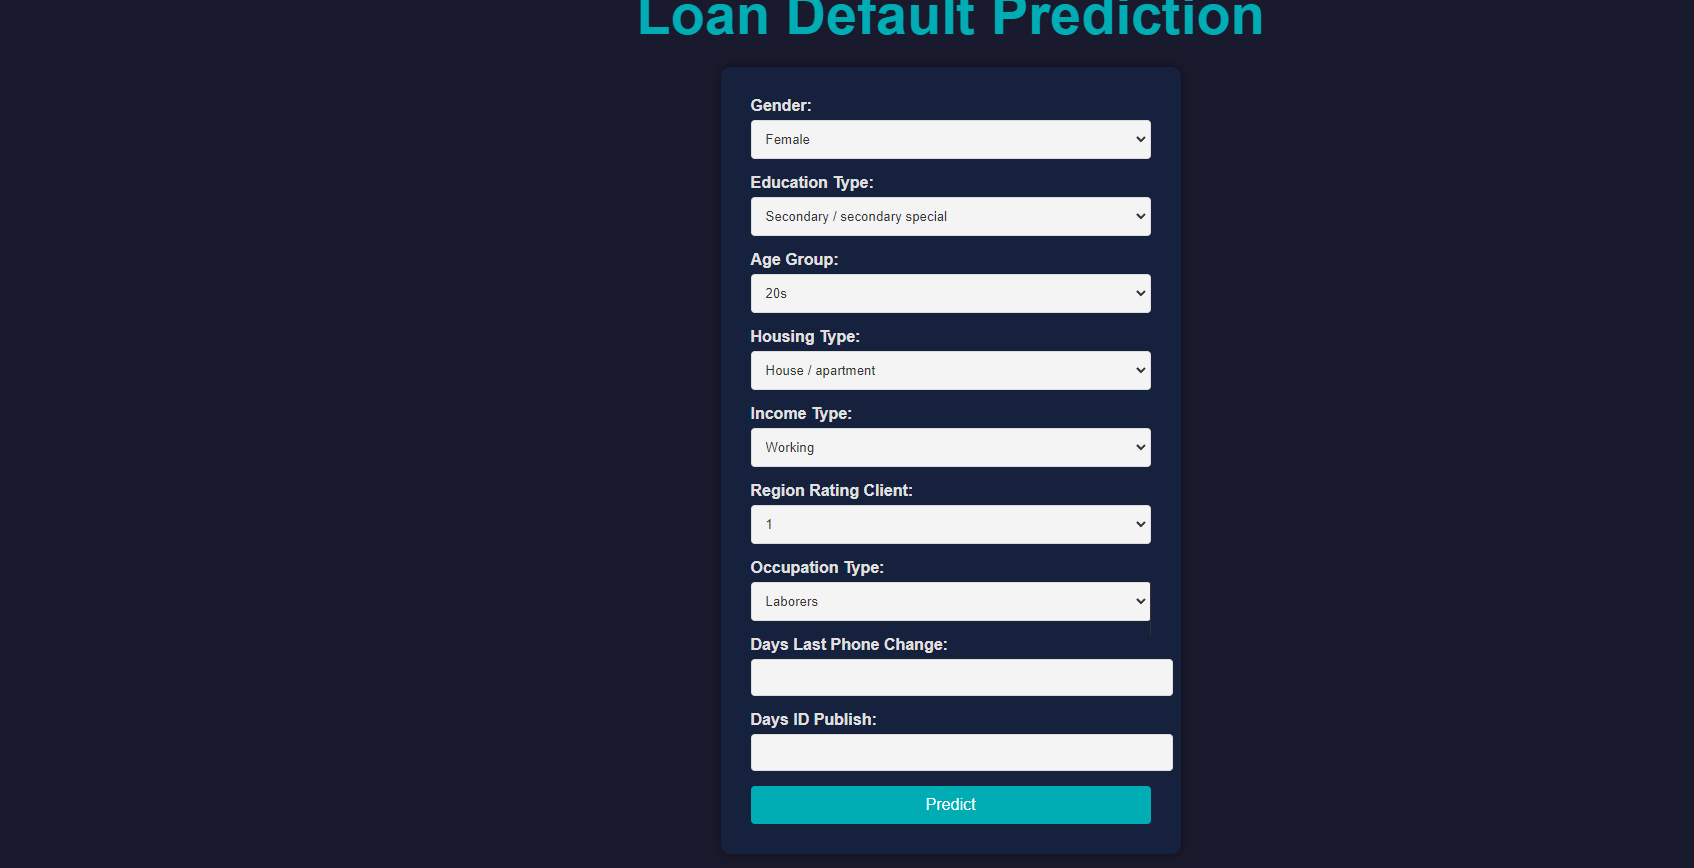 Loan Default Prediction
Gender:
Female
Education Type:
Secondary / secondary special
Age Group:
20s
Housing Type:
House / apartment
Income Type:
Working
Region Rating Client:
1
Occupation Type:
Laborers
Days Last Phone Change:
Days ID Publish:
Predict